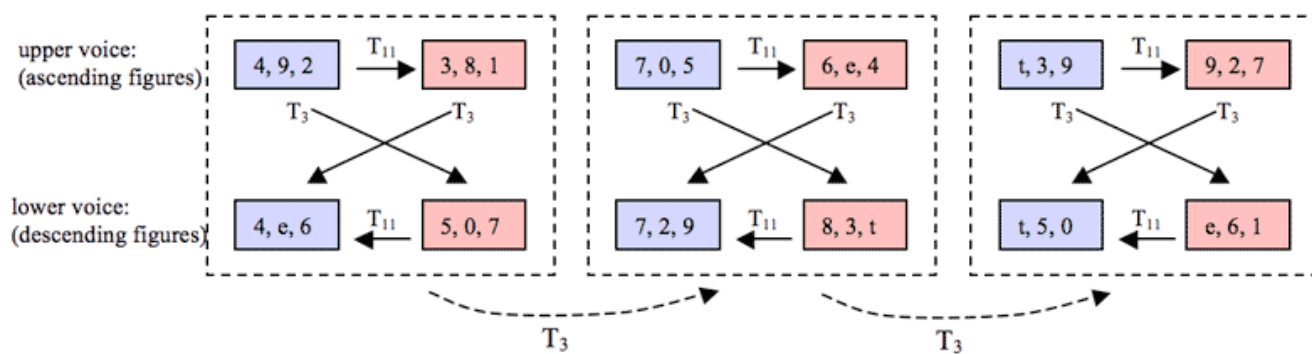 upper voice:
(ascending figures)
4, 9, 2 T11 3, 8, 1 7, 0, 5 T11 6, e, 4 t, 3, 9 T11 9, 2, 7
T3 T3 T3 T3 T3 T3
lower voice:
(descending figures)
4, e, 6 T11 5, 0, 7 7, 2, 9 T11 8, 3, t t, 5, 0 T11 e, 6, 1
T3 T3